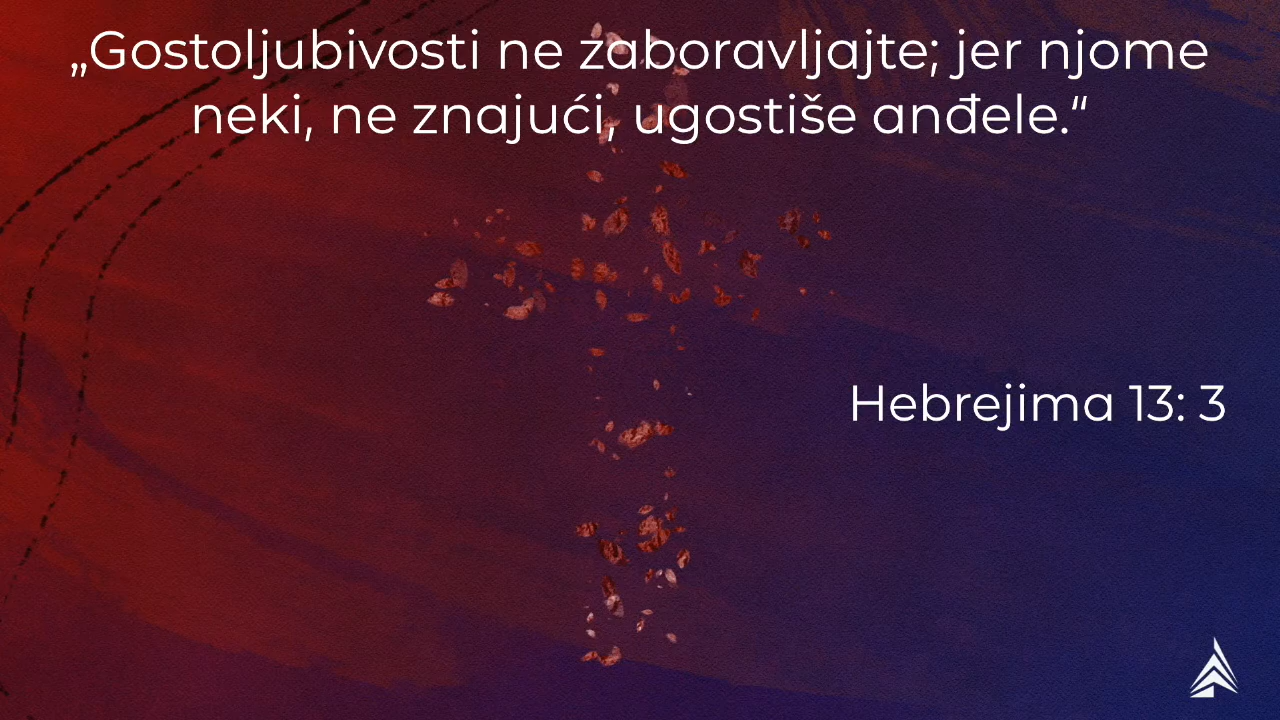 „Gostoljubivosti ne zaboravljajte; jer njome
neki, ne znajući, ugostiše anđele.“
Hebrejima 13: 3